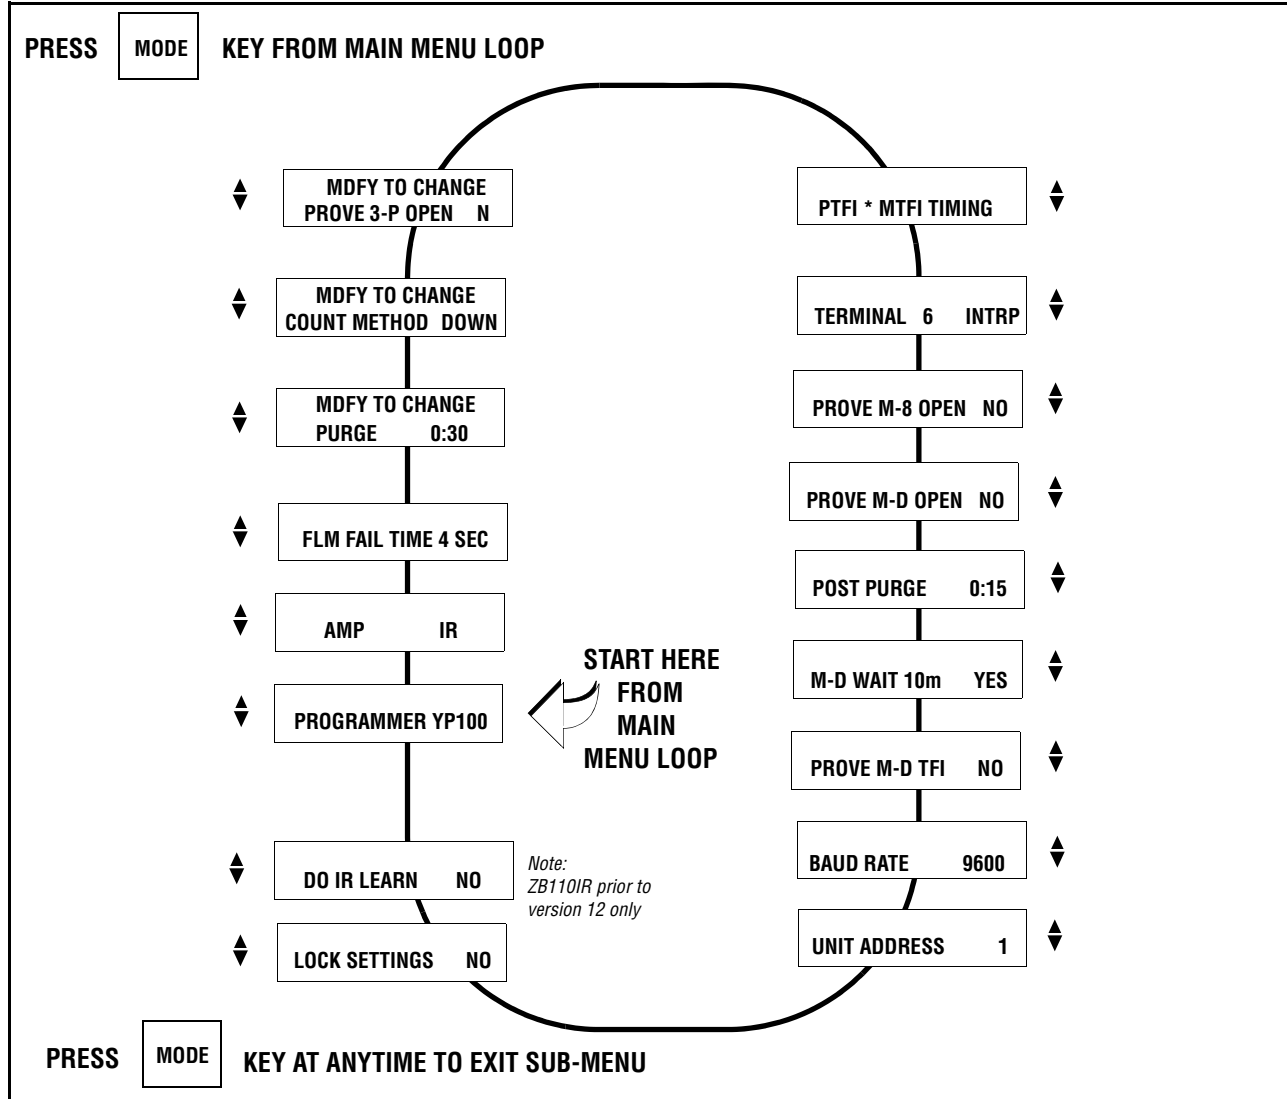 PRESS MODE KEY FROM MAIN MENU LOOP
MDFY TO CHANGE
PROVE 3-P OPEN N
MDFY TO CHANGE
COUNT METHOD DOWN
MDFY TO CHANGE
PURGE 0:30
FLM FAIL TIME 4 SEC
AMP IR
PROGRAMMER YP100
START HERE
FROM
MAIN
MENU LOOP
DO IR LEARN NO
Note:
ZB110IR prior to
version 12 only
LOCK SETTINGS NO
PTFI * MTFI TIMING
TERMINAL 6 INTRP
PROVE M-8 OPEN NO
PROVE M-D OPEN NO
POST PURGE 0:15
M-D WAIT 10m YES
PROVE M-D TFI NO
BAUD RATE 9600
UNIT ADDRESS 1
PRESS MODE KEY AT ANYTIME TO EXIT SUB-MENU